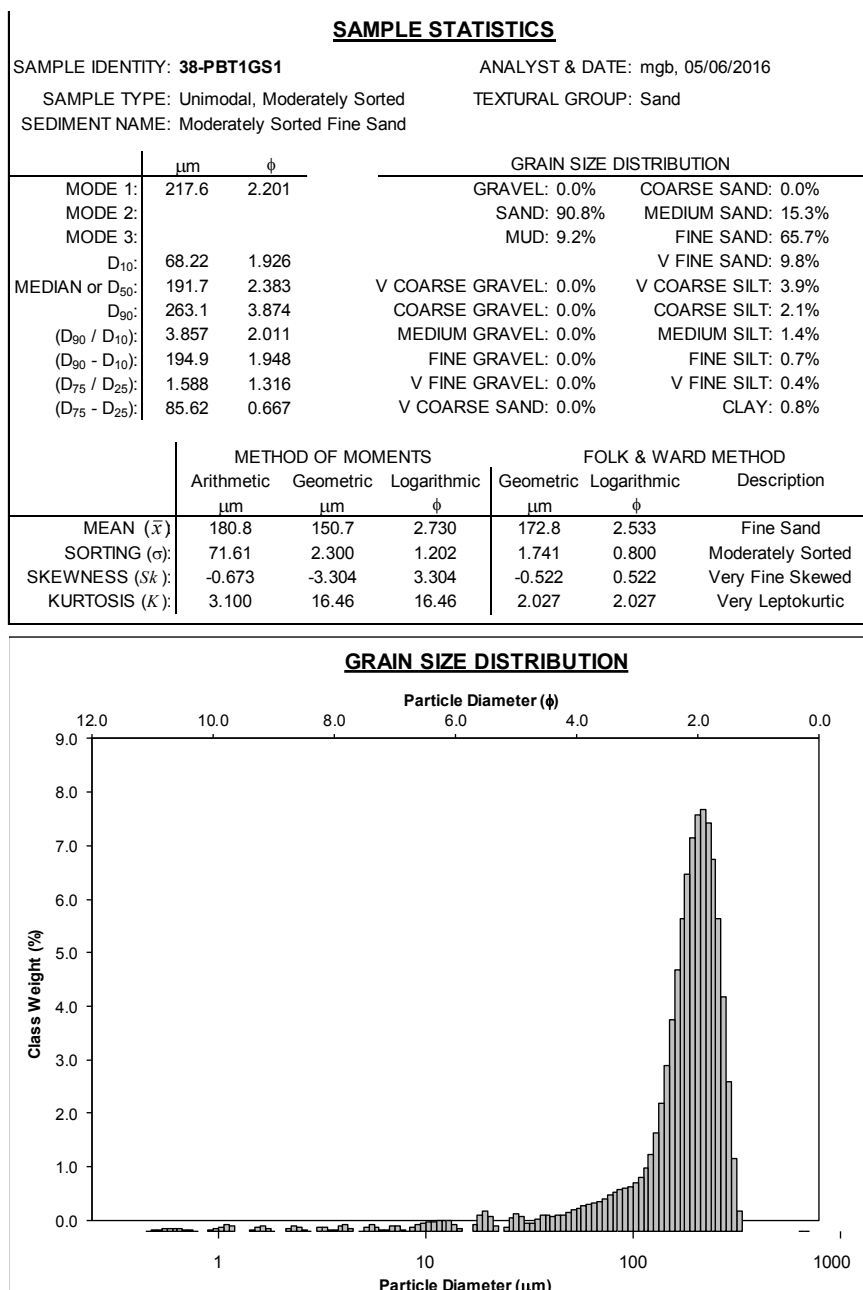 SAMPLE STATISTICS
SAMPLE IDENTITY: 38-PBT1GS1 ANALYST & DATE: mgb, 05/06/2016
SAMPLE TYPE: Unimodal, Moderately Sorted TEXTURAL GROUP: Sand
SEDIMENT NAME: Moderately Sorted Fine Sand
μm ϕ GRAIN SIZE DISTRIBUTION
MODE 1: 217.6 2.201 GRAVEL: 0.0% COARSE SAND: 0.0%
MODE 2: SAND: 90.8% MEDIUM SAND: 15.3%
MODE 3: MUD: 9.2% FINE SAND: 65.7%
D10: 68.22 1.926 V FINE SAND: 9.8%
MEDIAN or D50: 191.7 2.383 V COARSE GRAVEL: 0.0% V COARSE SILT: 3.9%
D90: 263.1 3.874 COARSE GRAVEL: 0.0% COARSE SILT: 2.1%
(D90 / D10): 3.857 2.011 MEDIUM GRAVEL: 0.0% MEDIUM SILT: 1.4%
(D90 - D10): 194.9 1.948 FINE GRAVEL: 0.0% FINE SILT: 0.7%
(D75 / D25): 1.588 1.316 V FINE GRAVEL: 0.0% V FINE SILT: 0.4%
(D75 - D25): 85.62 0.667 V COARSE SAND: 0.0% CLAY: 0.8%
METHOD OF MOMENTS FOLK & WARD METHOD
Arithmetic Geometric Logarithmic Geometric Logarithmic Description
μm μm ϕ μm ϕ
MEAN (x̄) 180.8 150.7 2.730 172.8 2.533 Fine Sand
SORTING (σ): 71.61 2.300 1.202 1.741 0.800 Moderately Sorted
SKEWNESS (Sk): -0.673 -3.304 3.304 -0.522 0.522 Very Fine Skewed
KURTOSIS (K): 3.100 16.46 16.46 2.027 2.027 Very Leptokurtic
GRAIN SIZE DISTRIBUTION
Particle Diameter (ϕ)
12.0 10.0 8.0 6.0 4.0 2.0 0.0
9.0
8.0
7.0
6.0
5.0
4.0
3.0
2.0
1.0
0.0
Class Weight (%)
1 10 100 1000
Particle Diameter (μm)